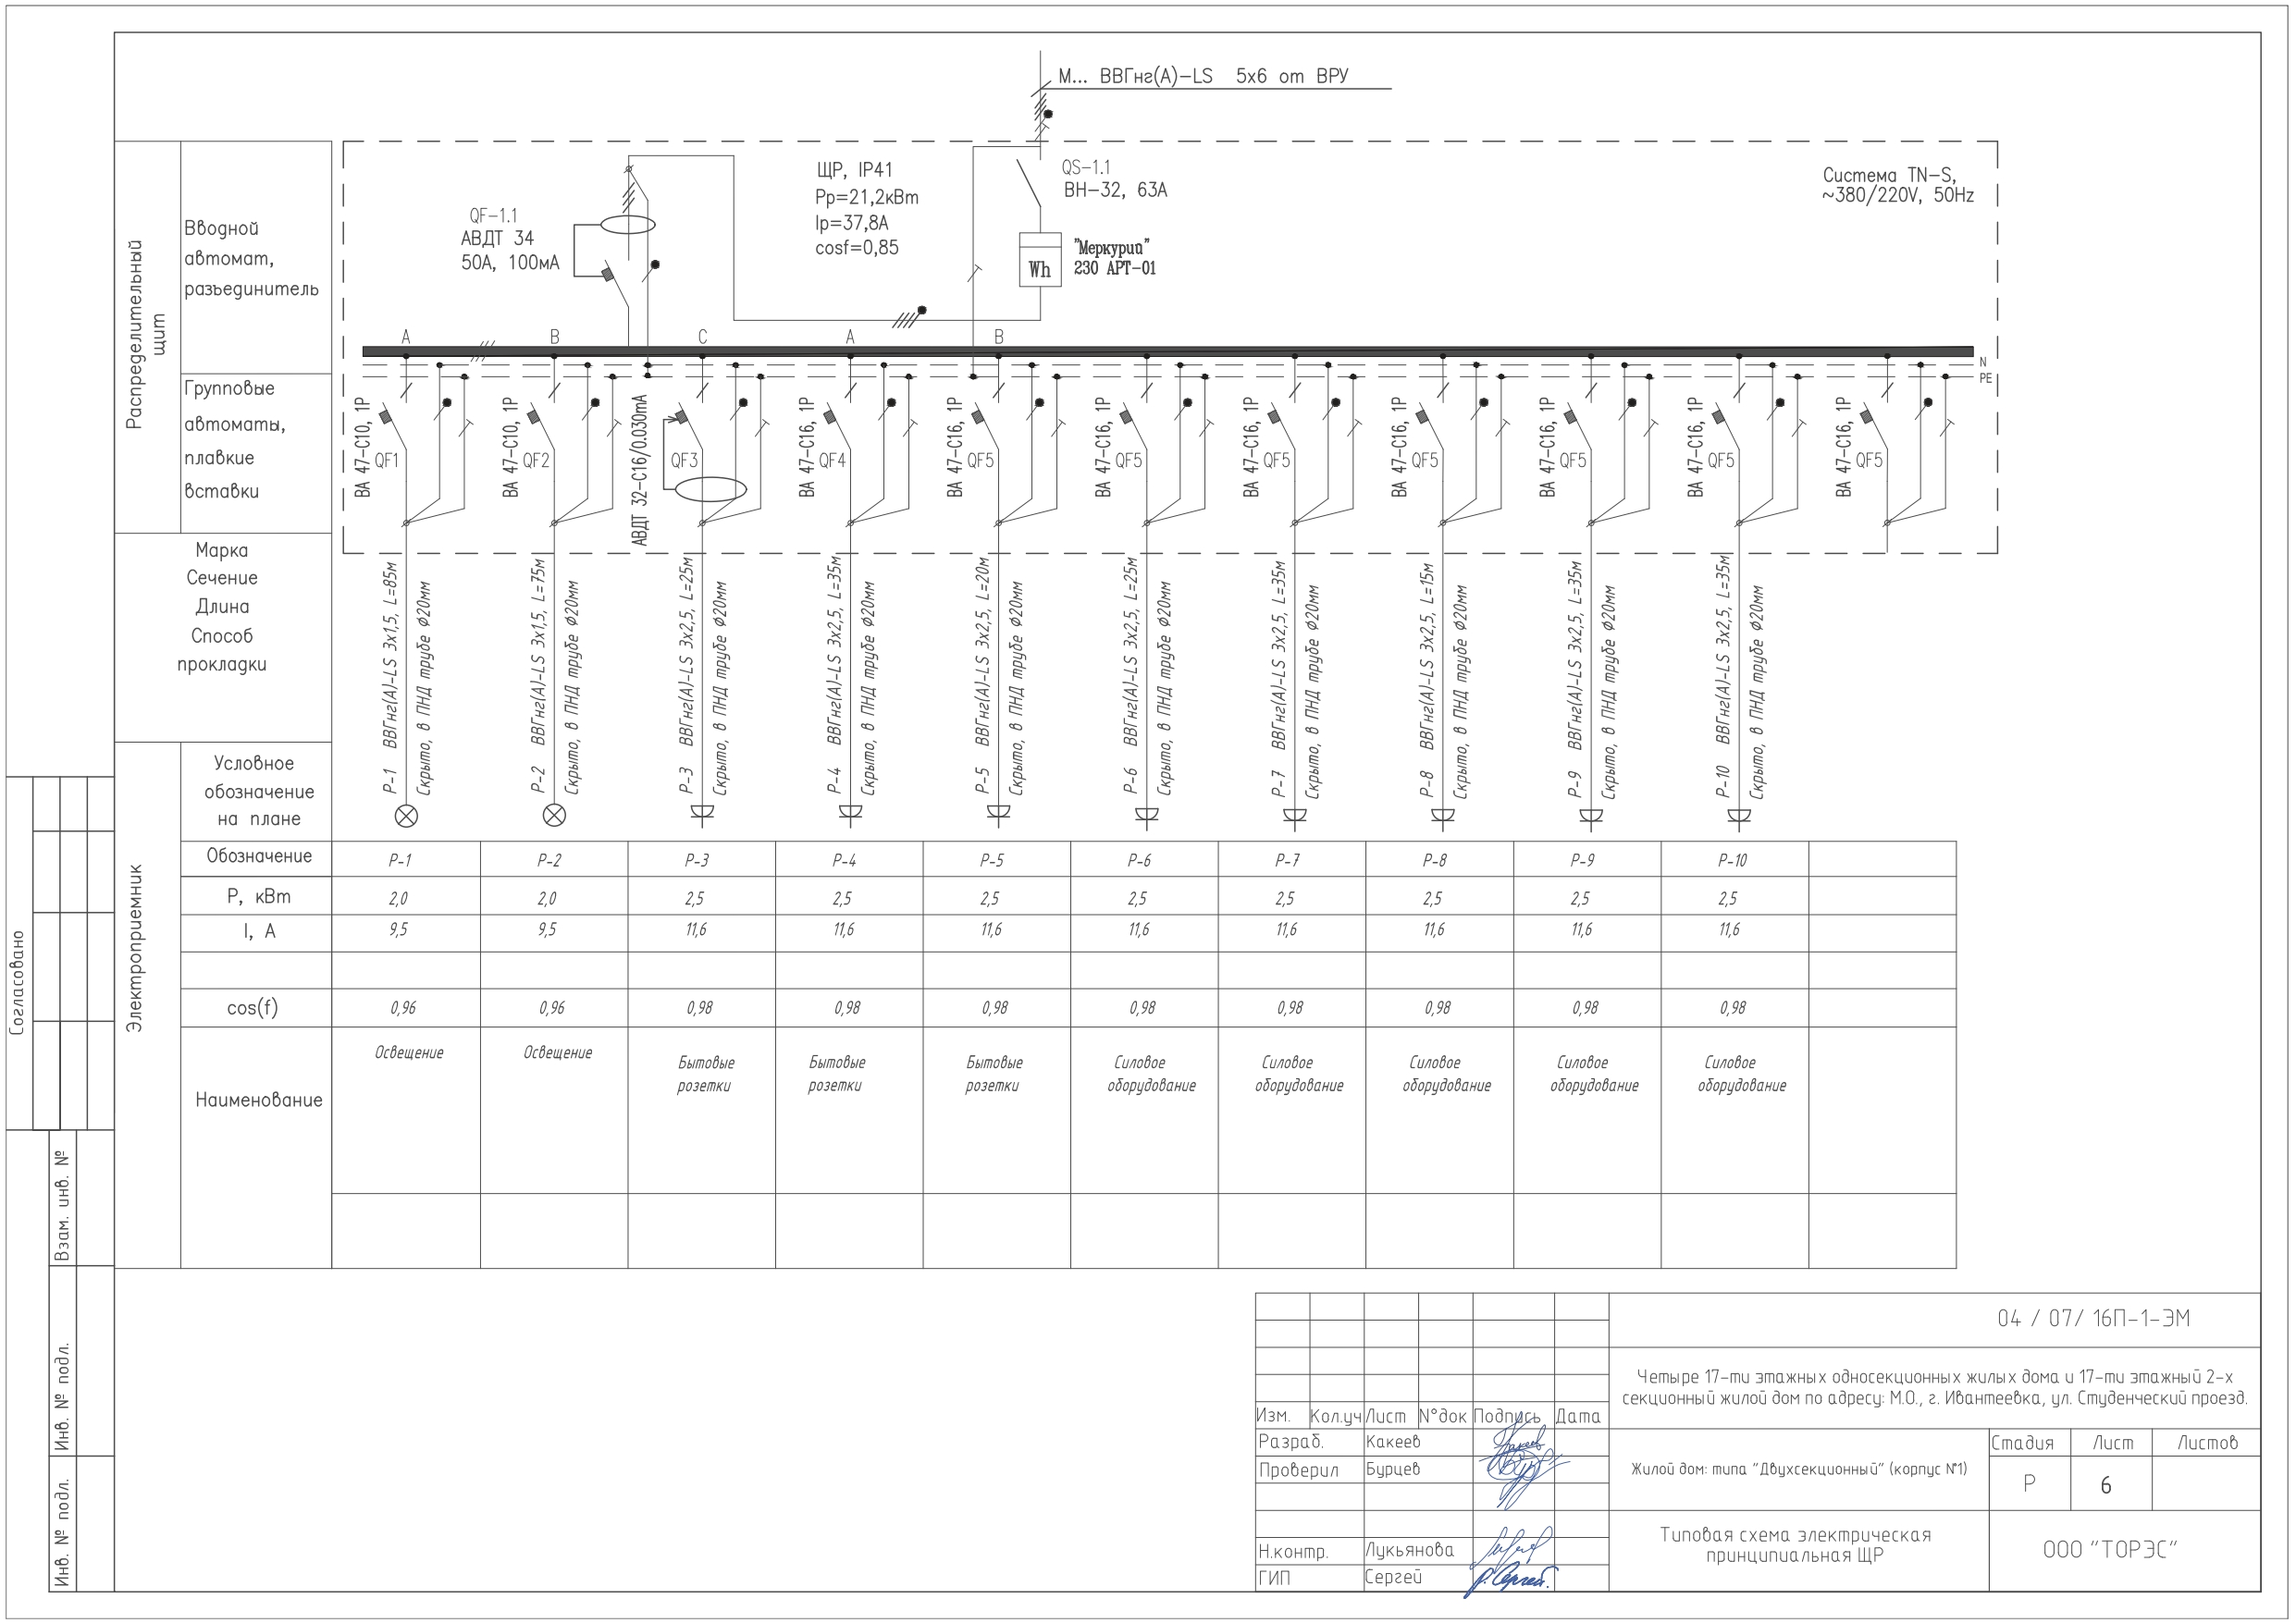 М... ВВГнг(А)-LS 5х6 от ВРУ
Распределительный
щит
Вводной
автомат,
разъединитель
QF-1.1
АВДТ 34
50А, 100мА
ЩР, IP41
Pр=21,2кВт
Iр=37,8А
cosf=0,85
QS-1.1
ВН-32, 63А
Wh
"Меркурий"
230 АРТ-01
Система TN-S,
~380/220V, 50Hz
A B C A B
N
PE
Групповые
автоматы,
плавкие
вставки
ВА 47-С10, 1Р QF1
ВА 47-С10, 1Р QF2
АВДТ 32-С16/0.030mA QF3
ВА 47-С16, 1Р QF4
ВА 47-С16, 1Р QF5
ВА 47-С16, 1Р QF5
ВА 47-С16, 1Р QF5
ВА 47-С16, 1Р QF5
ВА 47-С16, 1Р QF5
ВА 47-С16, 1Р QF5
ВА 47-С16, 1Р QF5
Марка
Сечение
Длина
Способ
прокладки
Р-1 ВВГнг(А)-LS 3х1,5, L=85м
Скрыто, в ПНД трубе Ф20мм
Р-2 ВВГнг(А)-LS 3х1,5, L=75м
Скрыто, в ПНД трубе Ф20мм
Р-3 ВВГнг(А)-LS 3х2,5, L=25м
Скрыто, в ПНД трубе Ф20мм
Р-4 ВВГнг(А)-LS 3х2,5, L=35м
Скрыто, в ПНД трубе Ф20мм
Р-5 ВВГнг(А)-LS 3х2,5, L=20м
Скрыто, в ПНД трубе Ф20мм
Р-6 ВВГнг(А)-LS 3х2,5, L=25м
Скрыто, в ПНД трубе Ф20мм
Р-7 ВВГнг(А)-LS 3х2,5, L=35м
Скрыто, в ПНД трубе Ф20мм
Р-8 ВВГнг(А)-LS 3х2,5, L=15м
Скрыто, в ПНД трубе Ф20мм
Р-9 ВВГнг(А)-LS 3х2,5, L=35м
Скрыто, в ПНД трубе Ф20мм
Р-10 ВВГнг(А)-LS 3х2,5, L=35м
Скрыто, в ПНД трубе Ф20мм
Электроприемник
Условное
обозначение
на плане
Обозначение Р-1 Р-2 Р-3 Р-4 Р-5 Р-6 Р-7 Р-8 Р-9 Р-10
Р, кВт 2,0 2,0 2,5 2,5 2,5 2,5 2,5 2,5 2,5 2,5
I, А 9,5 9,5 11,6 11,6 11,6 11,6 11,6 11,6 11,6 11,6
cos(f) 0,96 0,96 0,98 0,98 0,98 0,98 0,98 0,98 0,98 0,98
Наименование
Освещение
Освещение
Бытовые
розетки
Бытовые
розетки
Бытовые
розетки
Силовое
оборудование
Силовое
оборудование
Силовое
оборудование
Силовое
оборудование
Силовое
оборудование
Согласовано
Взам. инв. №
Инв. № подл.
Инв. № подл.
04 / 07/ 16П-1-ЭМ
Четыре 17-ти этажных односекционных жилых дома и 17-ти этажный 2-х
секционный жилой дом по адресу: М.О., г. Ивантеевка, ул. Студенческий проезд.
Изм. Кол.уч Лист N°док Подпись Дата
Разраб. Какеев
Проверил Бурцев
Н.контр. Лукьянова
ГИП Сергей
Жилой дом: типа "Двухсекционный" (корпус №1)
Стадия Лист Листов
Р 6
Типовая схема электрическая
принципиальная ЩР
ООО "ТОРЭС"